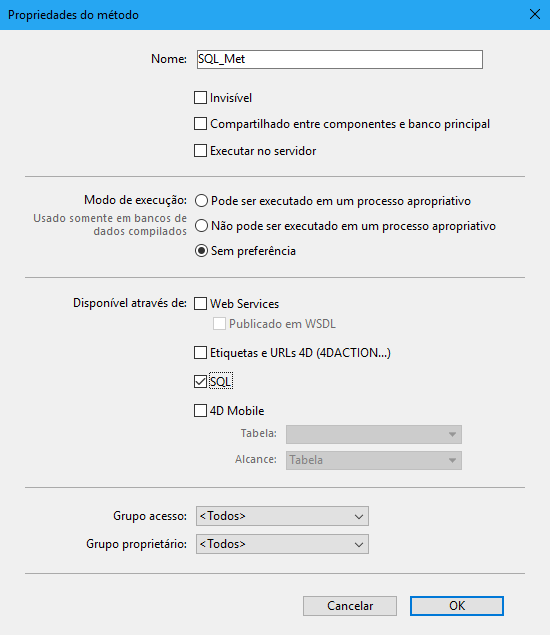 Propriedades do método
Nome: SQL_Met
Invisível
Compartilhado entre componentes e banco principal
Executar no servidor
Modo de execução: Pode ser executado em um processo apropriativo
Usado somente em bancos de dados compilados
Não pode ser executado em um processo apropriativo
Sem preferência
Disponível através de: Web Services
Publicado em WSDL
Etiquetas e URLs 4D (4DACTION...)
SQL
4D Mobile
Tabela:
Alcance: Tabela
Grupo acesso: <Todos>
Grupo proprietário: <Todos>
Cancelar OK